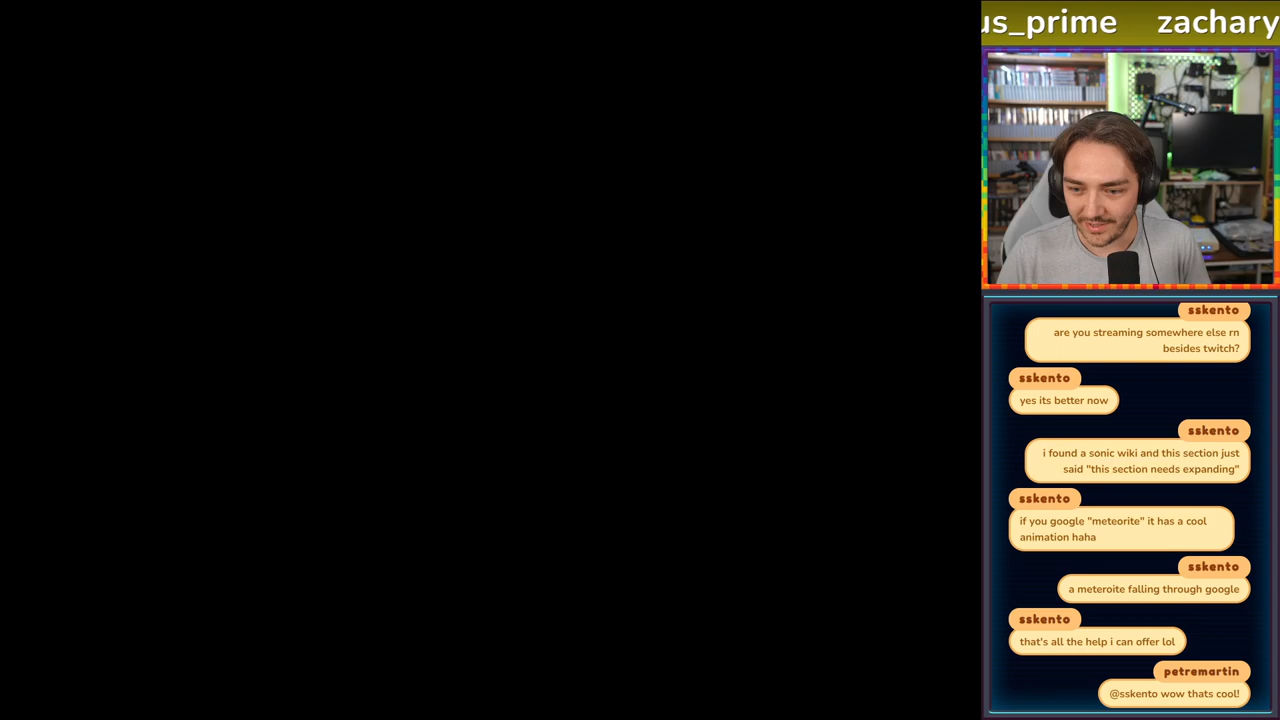 us_prime zachary
sskento
are you streaming somewhere else rn
besides twitch?
sskento
yes its better now
sskento
i found a sonic wiki and this section just
said "this section needs expanding"
sskento
if you google "meteorite" it has a cool
animation haha
sskento
a meteroite falling through google
sskento
that's all the help i can offer lol
petremartin
@sskento wow thats cool!